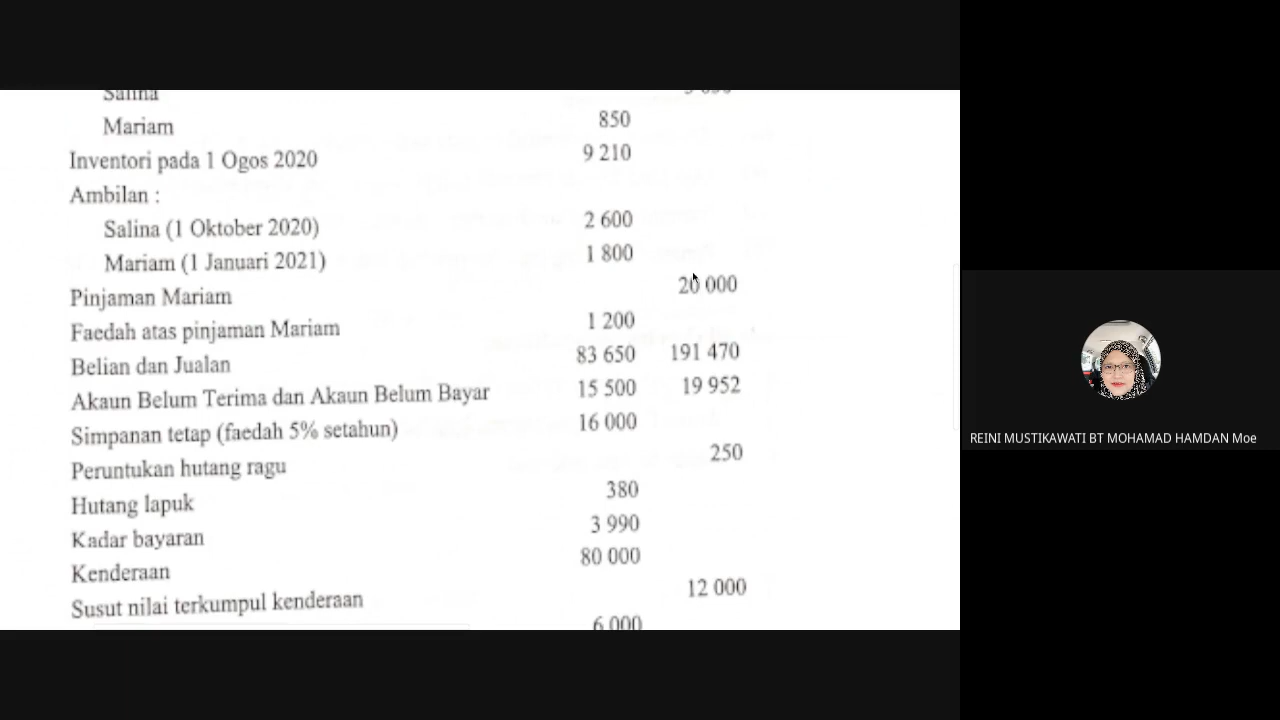 Salina
Mariam 850
Inventori pada 1 Ogos 2020 9 210
Ambilan :
Salina (1 Oktober 2020) 2 600
Mariam (1 Januari 2021) 1 800
Pinjaman Mariam 20 000
Faedah atas pinjaman Mariam 1 200
Belian dan Jualan 83 650 191 470
Akaun Belum Terima dan Akaun Belum Bayar 15 500 19 952
Simpanan tetap (faedah 5% setahun) 16 000
Peruntukan hutang ragu 250
Hutang lapuk 380
Kadar bayaran 3 990
Kenderaan 80 000
Susut nilai terkumpul kenderaan 12 000
6 000
REINI MUSTIKAWATI BT MOHAMAD HAMDAN Moe